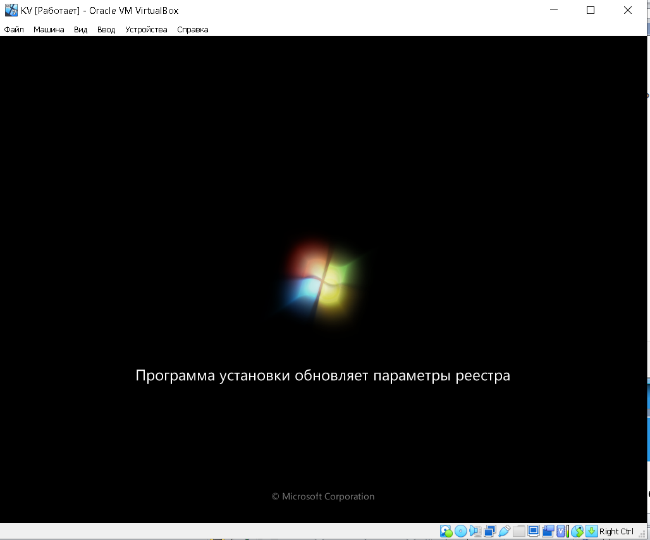 KV [Работает] - Oracle VM VirtualBox
Файл Машина Вид Ввод Устройства Справка
Программа установки обновляет параметры реестра
© Microsoft Corporation
Right Ctrl